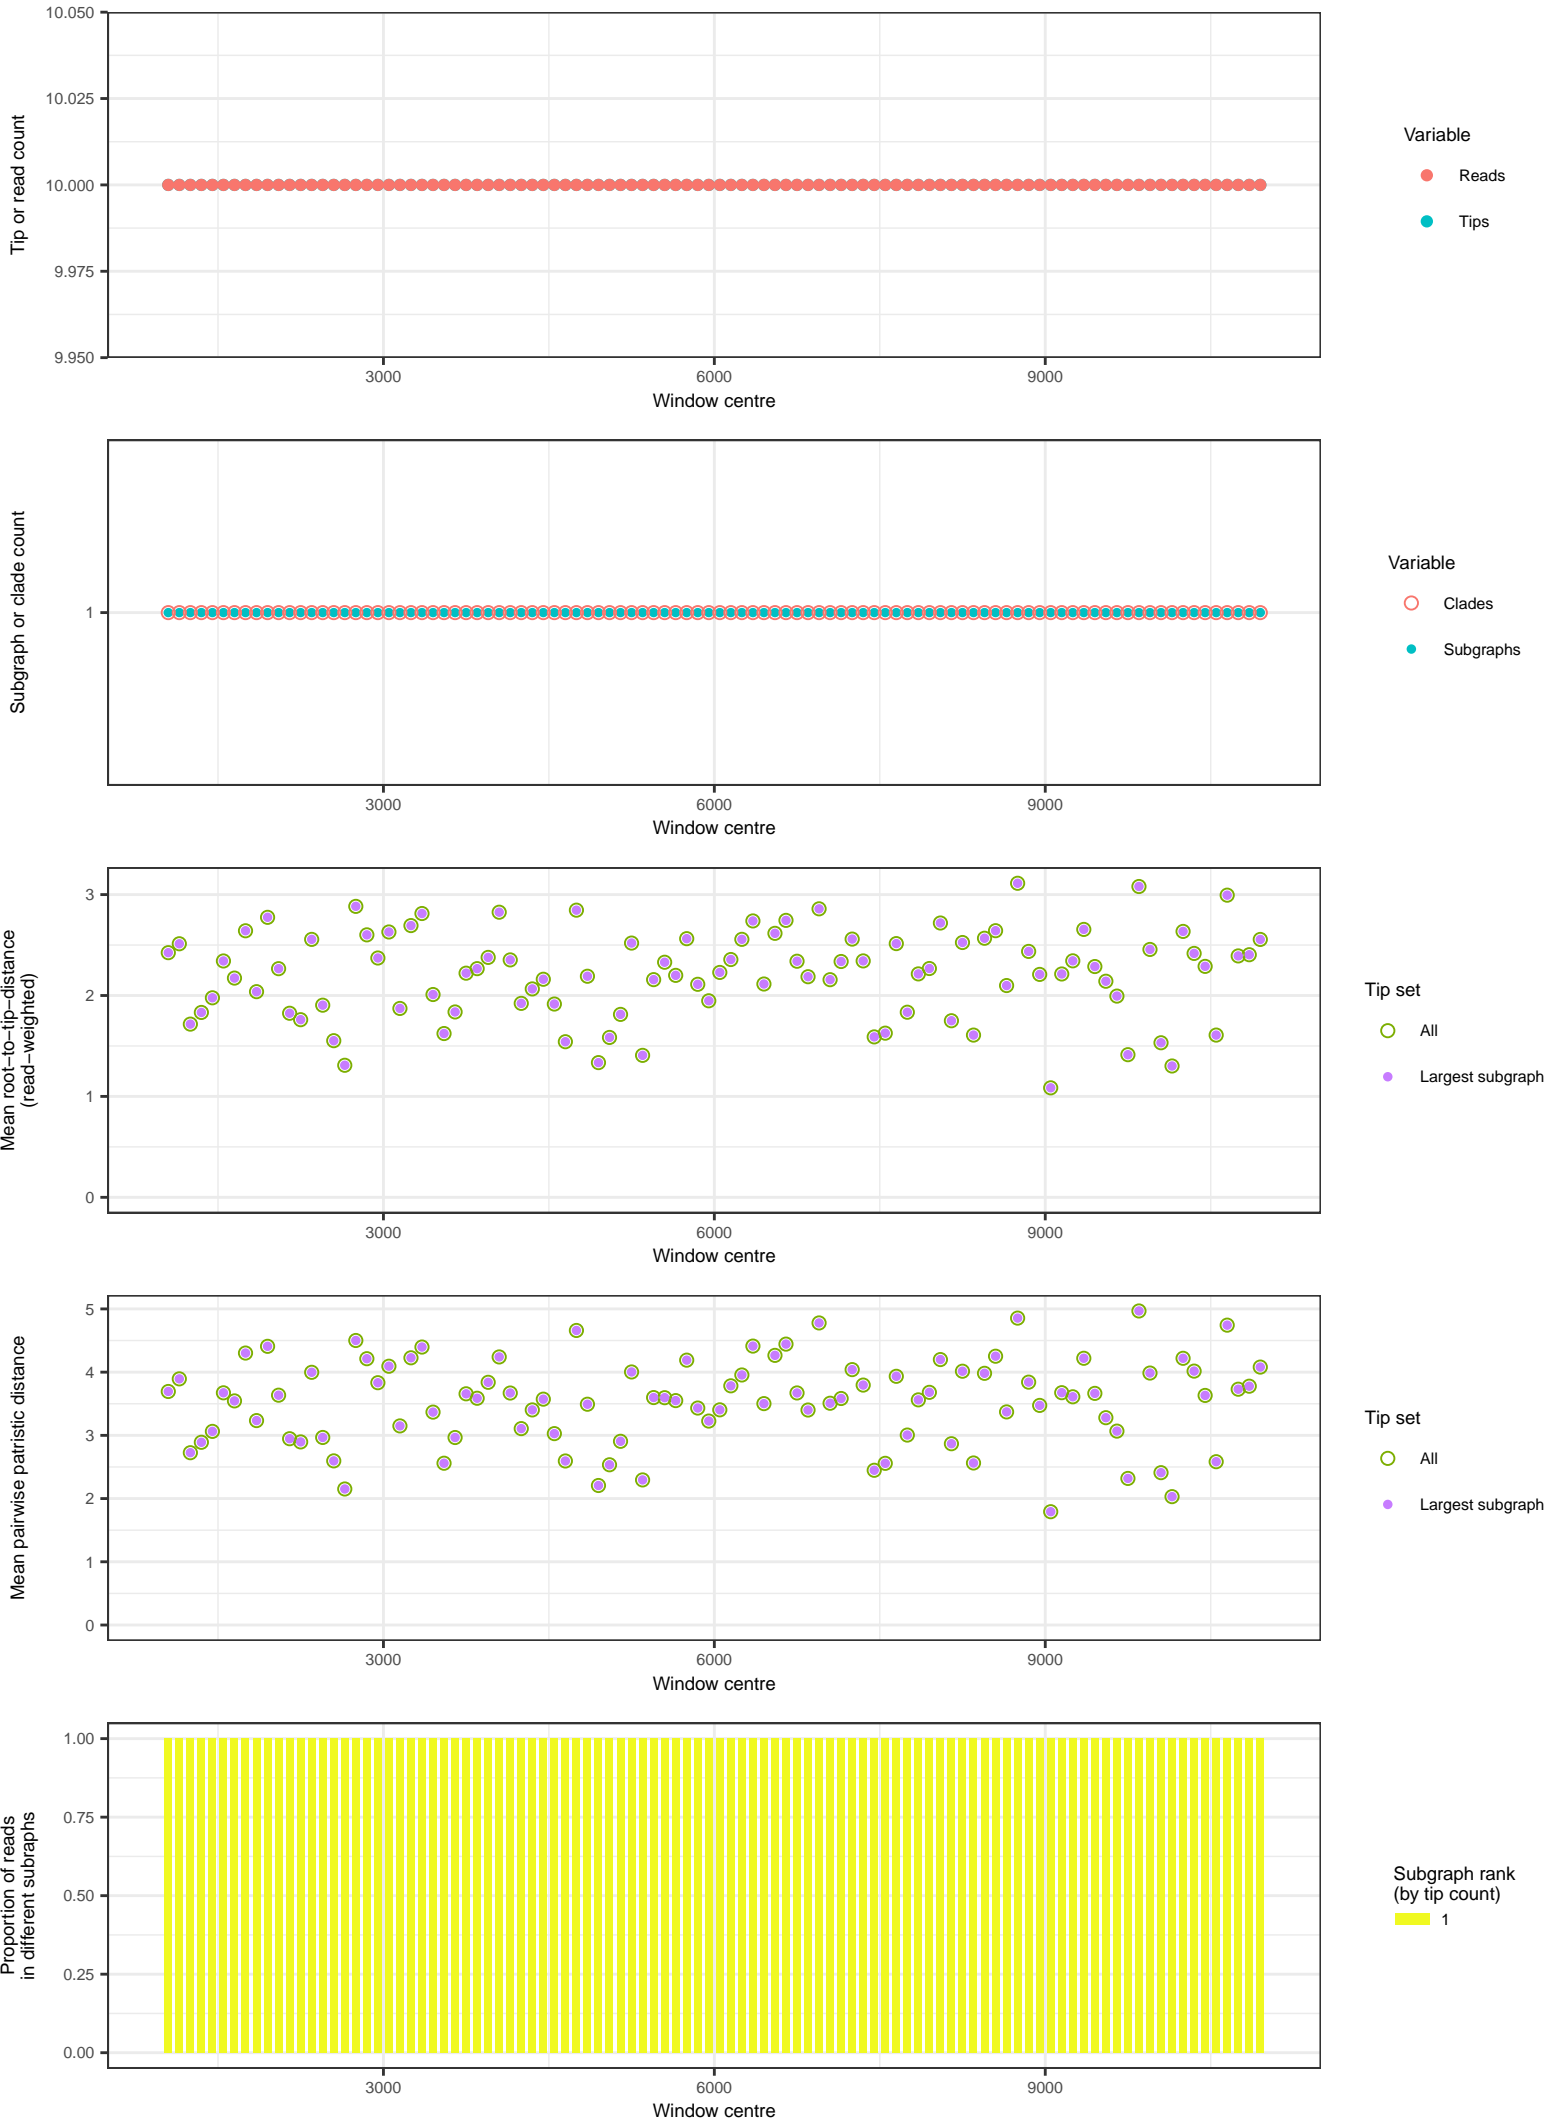 10.050
10.025
10.000
9.975
9.950
Tip or read count
3000 6000 9000
Window centre
Variable
Reads
Tips
1
Subgraph or clade count
3000 6000 9000
Window centre
Variable
Clades
Subgraphs
3
2
1
0
Mean root−to−tip−distance
(read−weighted)
3000 6000 9000
Window centre
Tip set
All
Largest subgraph
5
4
3
2
1
0
Mean pairwise patristic distance
3000 6000 9000
Window centre
Tip set
All
Largest subgraph
1.00
0.75
0.50
0.25
0.00
Proportion of reads
in different subraphs
3000 6000 9000
Window centre
Subgraph rank
(by tip count)
1